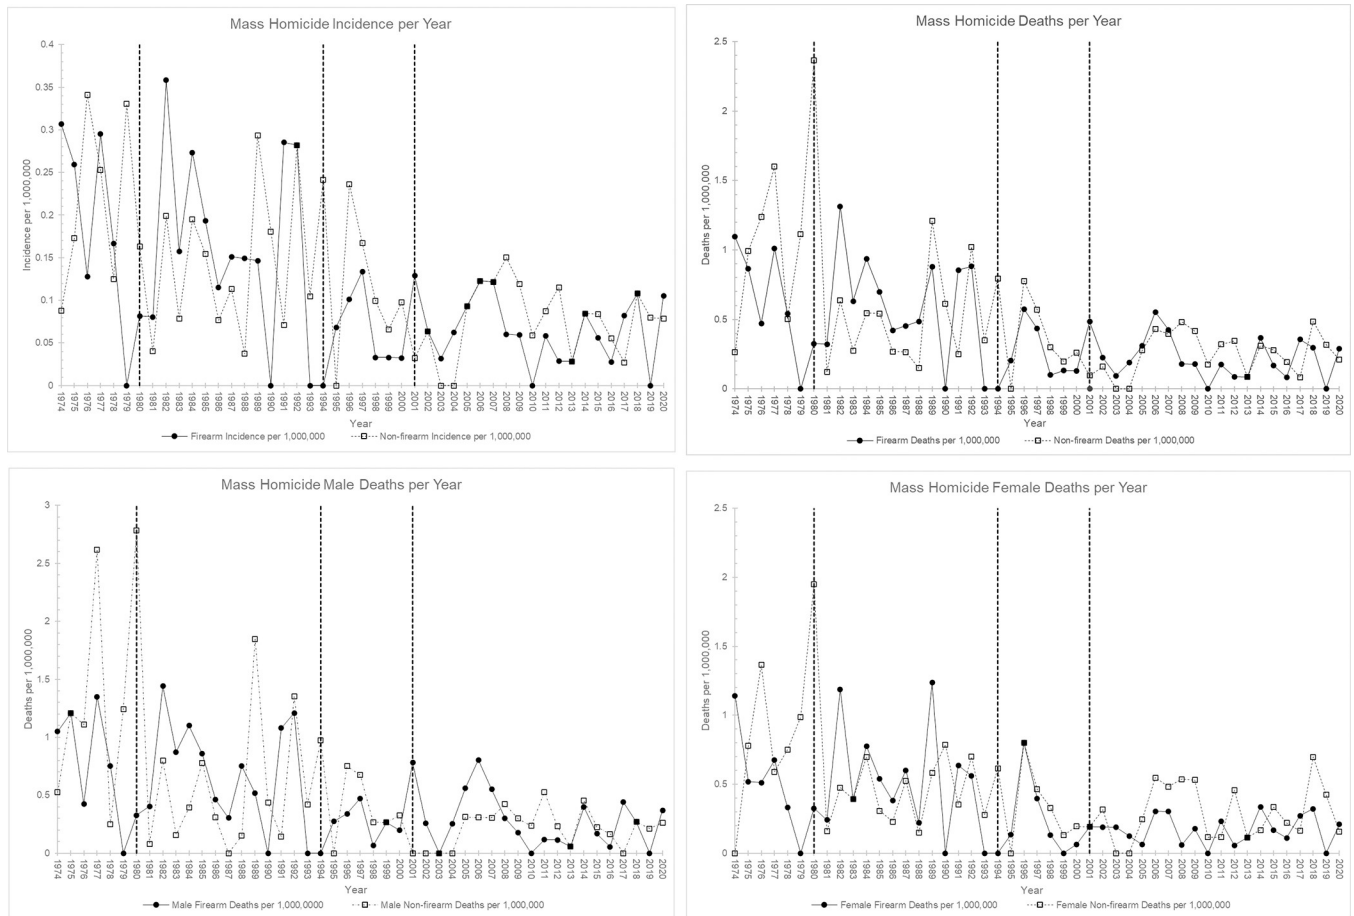 Mass Homicide Incidence per Year
0.4
0.35
0.3
0.25
0.2
0.15
0.1
0.05
0
Incidence per 1,000,000
1974 1975 1976 1977 1978 1979 1980 1981 1982 1983 1984 1985 1986 1987 1988 1989 1990 1991 1992 1993 1994 1995 1996 1997 1998 1999 2000 2001 2002 2003 2004 2005 2006 2007 2008 2009 2010 2011 2012 2013 2014 2015 2016 2017 2018 2019 2020
Year
Firearm Incidence per 1,000,000 Non-firearm Incidence per 1,000,000
Mass Homicide Deaths per Year
2.5
2
1.5
1
0.5
0
Deaths per 1,000,000
1974 1975 1976 1977 1978 1979 1980 1981 1982 1983 1984 1985 1986 1987 1988 1989 1990 1991 1992 1993 1994 1995 1996 1997 1998 1999 2000 2001 2002 2003 2004 2005 2006 2007 2008 2009 2010 2011 2012 2013 2014 2015 2016 2017 2018 2019 2020
Year
Firearm Deaths per 1,000,000 Non-firearm Deaths per 1,000,000
Mass Homicide Male Deaths per Year
3
2.5
2
1.5
1
0.5
0
Deaths per 1,000,000
1974 1975 1976 1977 1978 1979 1980 1981 1982 1983 1984 1985 1986 1987 1988 1989 1990 1991 1992 1993 1994 1995 1996 1997 1998 1999 2000 2001 2002 2003 2004 2005 2006 2007 2008 2009 2010 2011 2012 2013 2014 2015 2016 2017 2018 2019 2020
Year
Male Firearm Deaths per 1,000,0000 Male Non-firearm Deaths per 1,000,000
Mass Homicide Female Deaths per Year
2.5
2
1.5
1
0.5
0
Deaths per 1,000,000
1974 1975 1976 1977 1978 1979 1980 1981 1982 1983 1984 1985 1986 1987 1988 1989 1990 1991 1992 1993 1994 1995 1996 1997 1998 1999 2000 2001 2002 2003 2004 2005 2006 2007 2008 2009 2010 2011 2012 2013 2014 2015 2016 2017 2018 2019 2020
Year
Female Firearm Deaths per 1,000,000 Female Non-firearm Deaths per 1,000,000